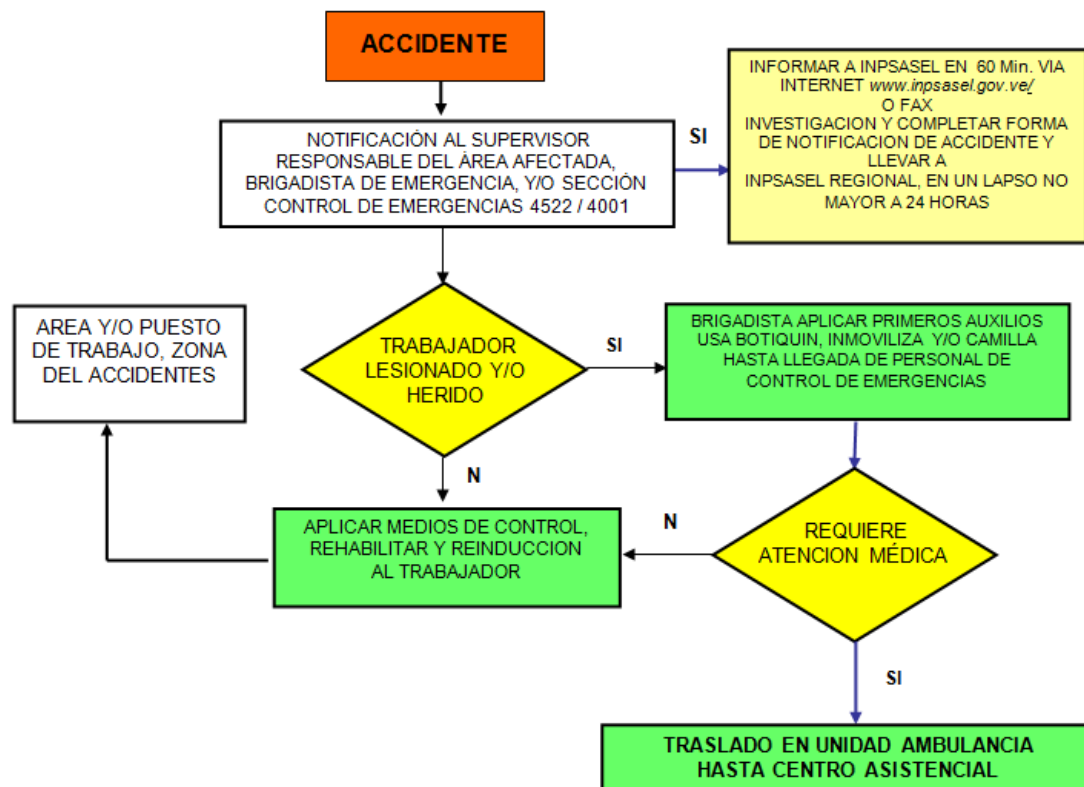 ACCIDENTE
INFORMAR A INPSASEL EN 60 Min. VIA
INTERNET www.inpsasel.gov.ve/
O FAX
INVESTIGACION Y COMPLETAR FORMA
DE NOTIFICACION DE ACCIDENTE Y
LLEVAR A
INPSASEL REGIONAL, EN UN LAPSO NO
MAYOR A 24 HORAS
NOTIFICACIÓN AL SUPERVISOR
RESPONSABLE DEL ÁREA AFECTADA,
BRIGADISTA DE EMERGENCIA, Y/O SECCIÓN
CONTROL DE EMERGENCIAS 4522 / 4001
SI
AREA Y/O PUESTO
DE TRABAJO, ZONA
DEL ACCIDENTES
TRABAJADOR
LESIONADO Y/O
HERIDO
SI
BRIGADISTA APLICAR PRIMEROS AUXILIOS
USA BOTIQUIN, INMOVILIZA Y/O CAMILLA
HASTA LLEGADA DE PERSONAL DE
CONTROL DE EMERGENCIAS
N
APLICAR MEDIOS DE CONTROL,
REHABILITAR Y REINDUCCION
AL TRABAJADOR
N
REQUIERE
ATENCION MÉDICA
SI
TRASLADO EN UNIDAD AMBULANCIA
HASTA CENTRO ASISTENCIAL